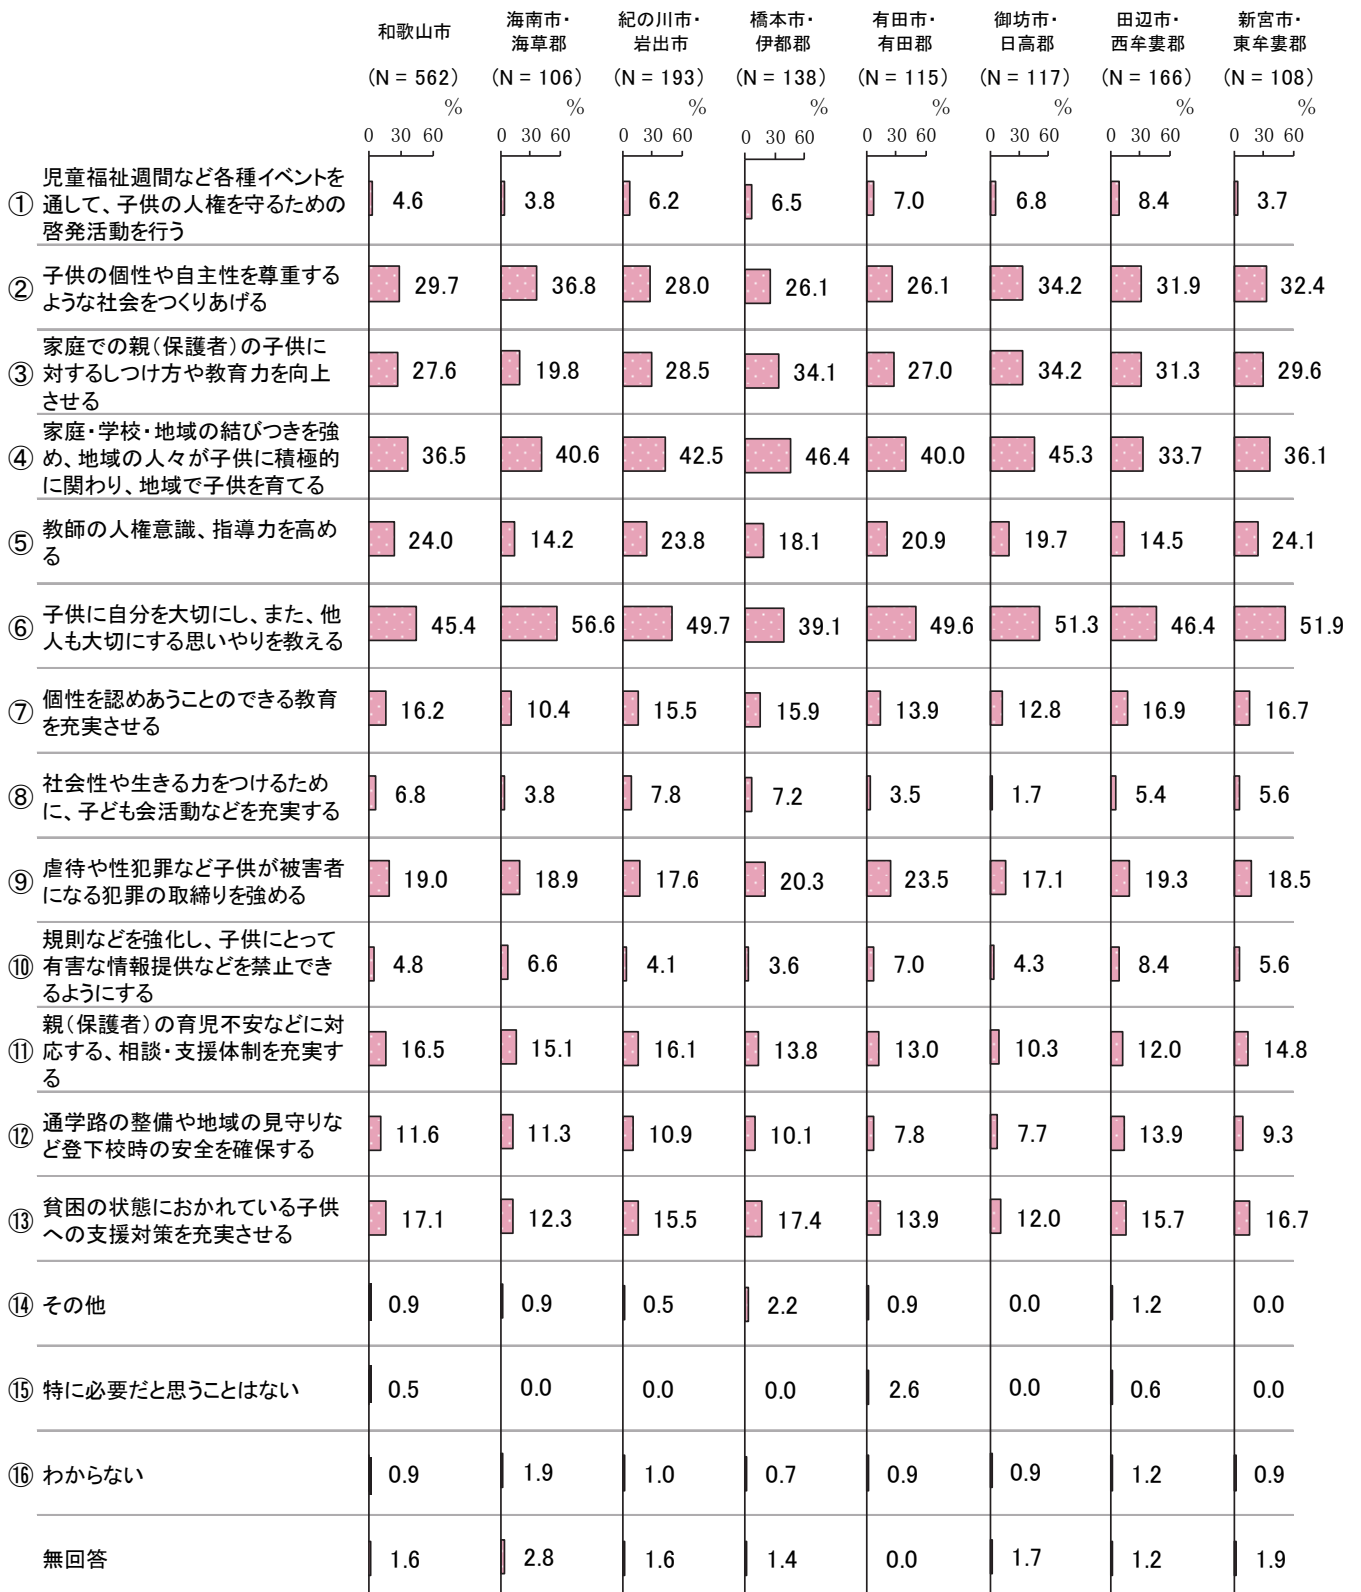 和歌山市 海南市・ 紀の川市・ 橋本市・ 有田市・ 御坊市・ 田辺市・ 新宮市・
海草郡 岩出市 伊都郡 有田郡 日高郡 西牟婁郡 東牟婁郡
(N = 562) (N = 106) (N = 193) (N = 138) (N = 115) (N = 117) (N = 166) (N = 108)
% % % % % % % %
0 30 60 0 30 60 0 30 60 0 30 60 0 30 60 0 30 60 0 30 60 0 30 60
① 児童福祉週間など各種イベントを
通して、子供の人権を守るための
啓発活動を行う
4.6 3.8 6.2 6.5 7.0 6.8 8.4 3.7
② 子供の個性や自主性を尊重する
ような社会をつくりあげる
29.7 36.8 28.0 26.1 26.1 34.2 31.9 32.4
③ 家庭での親(保護者)の子供に
対するしつけ方や教育力を向上
させる
27.6 19.8 28.5 34.1 27.0 34.2 31.3 29.6
④ 家庭・学校・地域の結びつきを強
め、地域の人々が子供に積極的
に関わり、地域で子供を育てる
36.5 40.6 42.5 46.4 40.0 45.3 33.7 36.1
⑤ 教師の人権意識、指導力を高め
る
24.0 14.2 23.8 18.1 20.9 19.7 14.5 24.1
⑥ 子供に自分を大切にし、また、他
人も大切にする思いやりを教える
45.4 56.6 49.7 39.1 49.6 51.3 46.4 51.9
⑦ 個性を認めあうことのできる教育
を充実させる
16.2 10.4 15.5 15.9 13.9 12.8 16.9 16.7
⑧ 社会性や生きる力をつけるため
に、子ども会活動などを充実する
6.8 3.8 7.8 7.2 3.5 1.7 5.4 5.6
⑨ 虐待や性犯罪など子供が被害者
になる犯罪の取締りを強める
19.0 18.9 17.6 20.3 23.5 17.1 19.3 18.5
⑩ 規則などを強化し、子供にとって
有害な情報提供などを禁止でき
るようにする
4.8 6.6 4.1 3.6 7.0 4.3 8.4 5.6
⑪ 親(保護者)の育児不安などに対
応する、相談・支援体制を充実す
る
16.5 15.1 16.1 13.8 13.0 10.3 12.0 14.8
⑫ 通学路の整備や地域の見守りな
ど登下校時の安全を確保する
11.6 11.3 10.9 10.1 7.8 7.7 13.9 9.3
⑬ 貧困の状態におかれている子供
への支援対策を充実させる
17.1 12.3 15.5 17.4 13.9 12.0 15.7 16.7
⑭ その他 0.9 0.9 0.5 2.2 0.9 0.0 1.2 0.0
⑮ 特に必要だと思うことはない 0.5 0.0 0.0 0.0 2.6 0.0 0.6 0.0
⑯ わからない 0.9 1.9 1.0 0.7 0.9 0.9 1.2 0.9
無回答 1.6 2.8 1.6 1.4 0.0 1.7 1.2 1.9